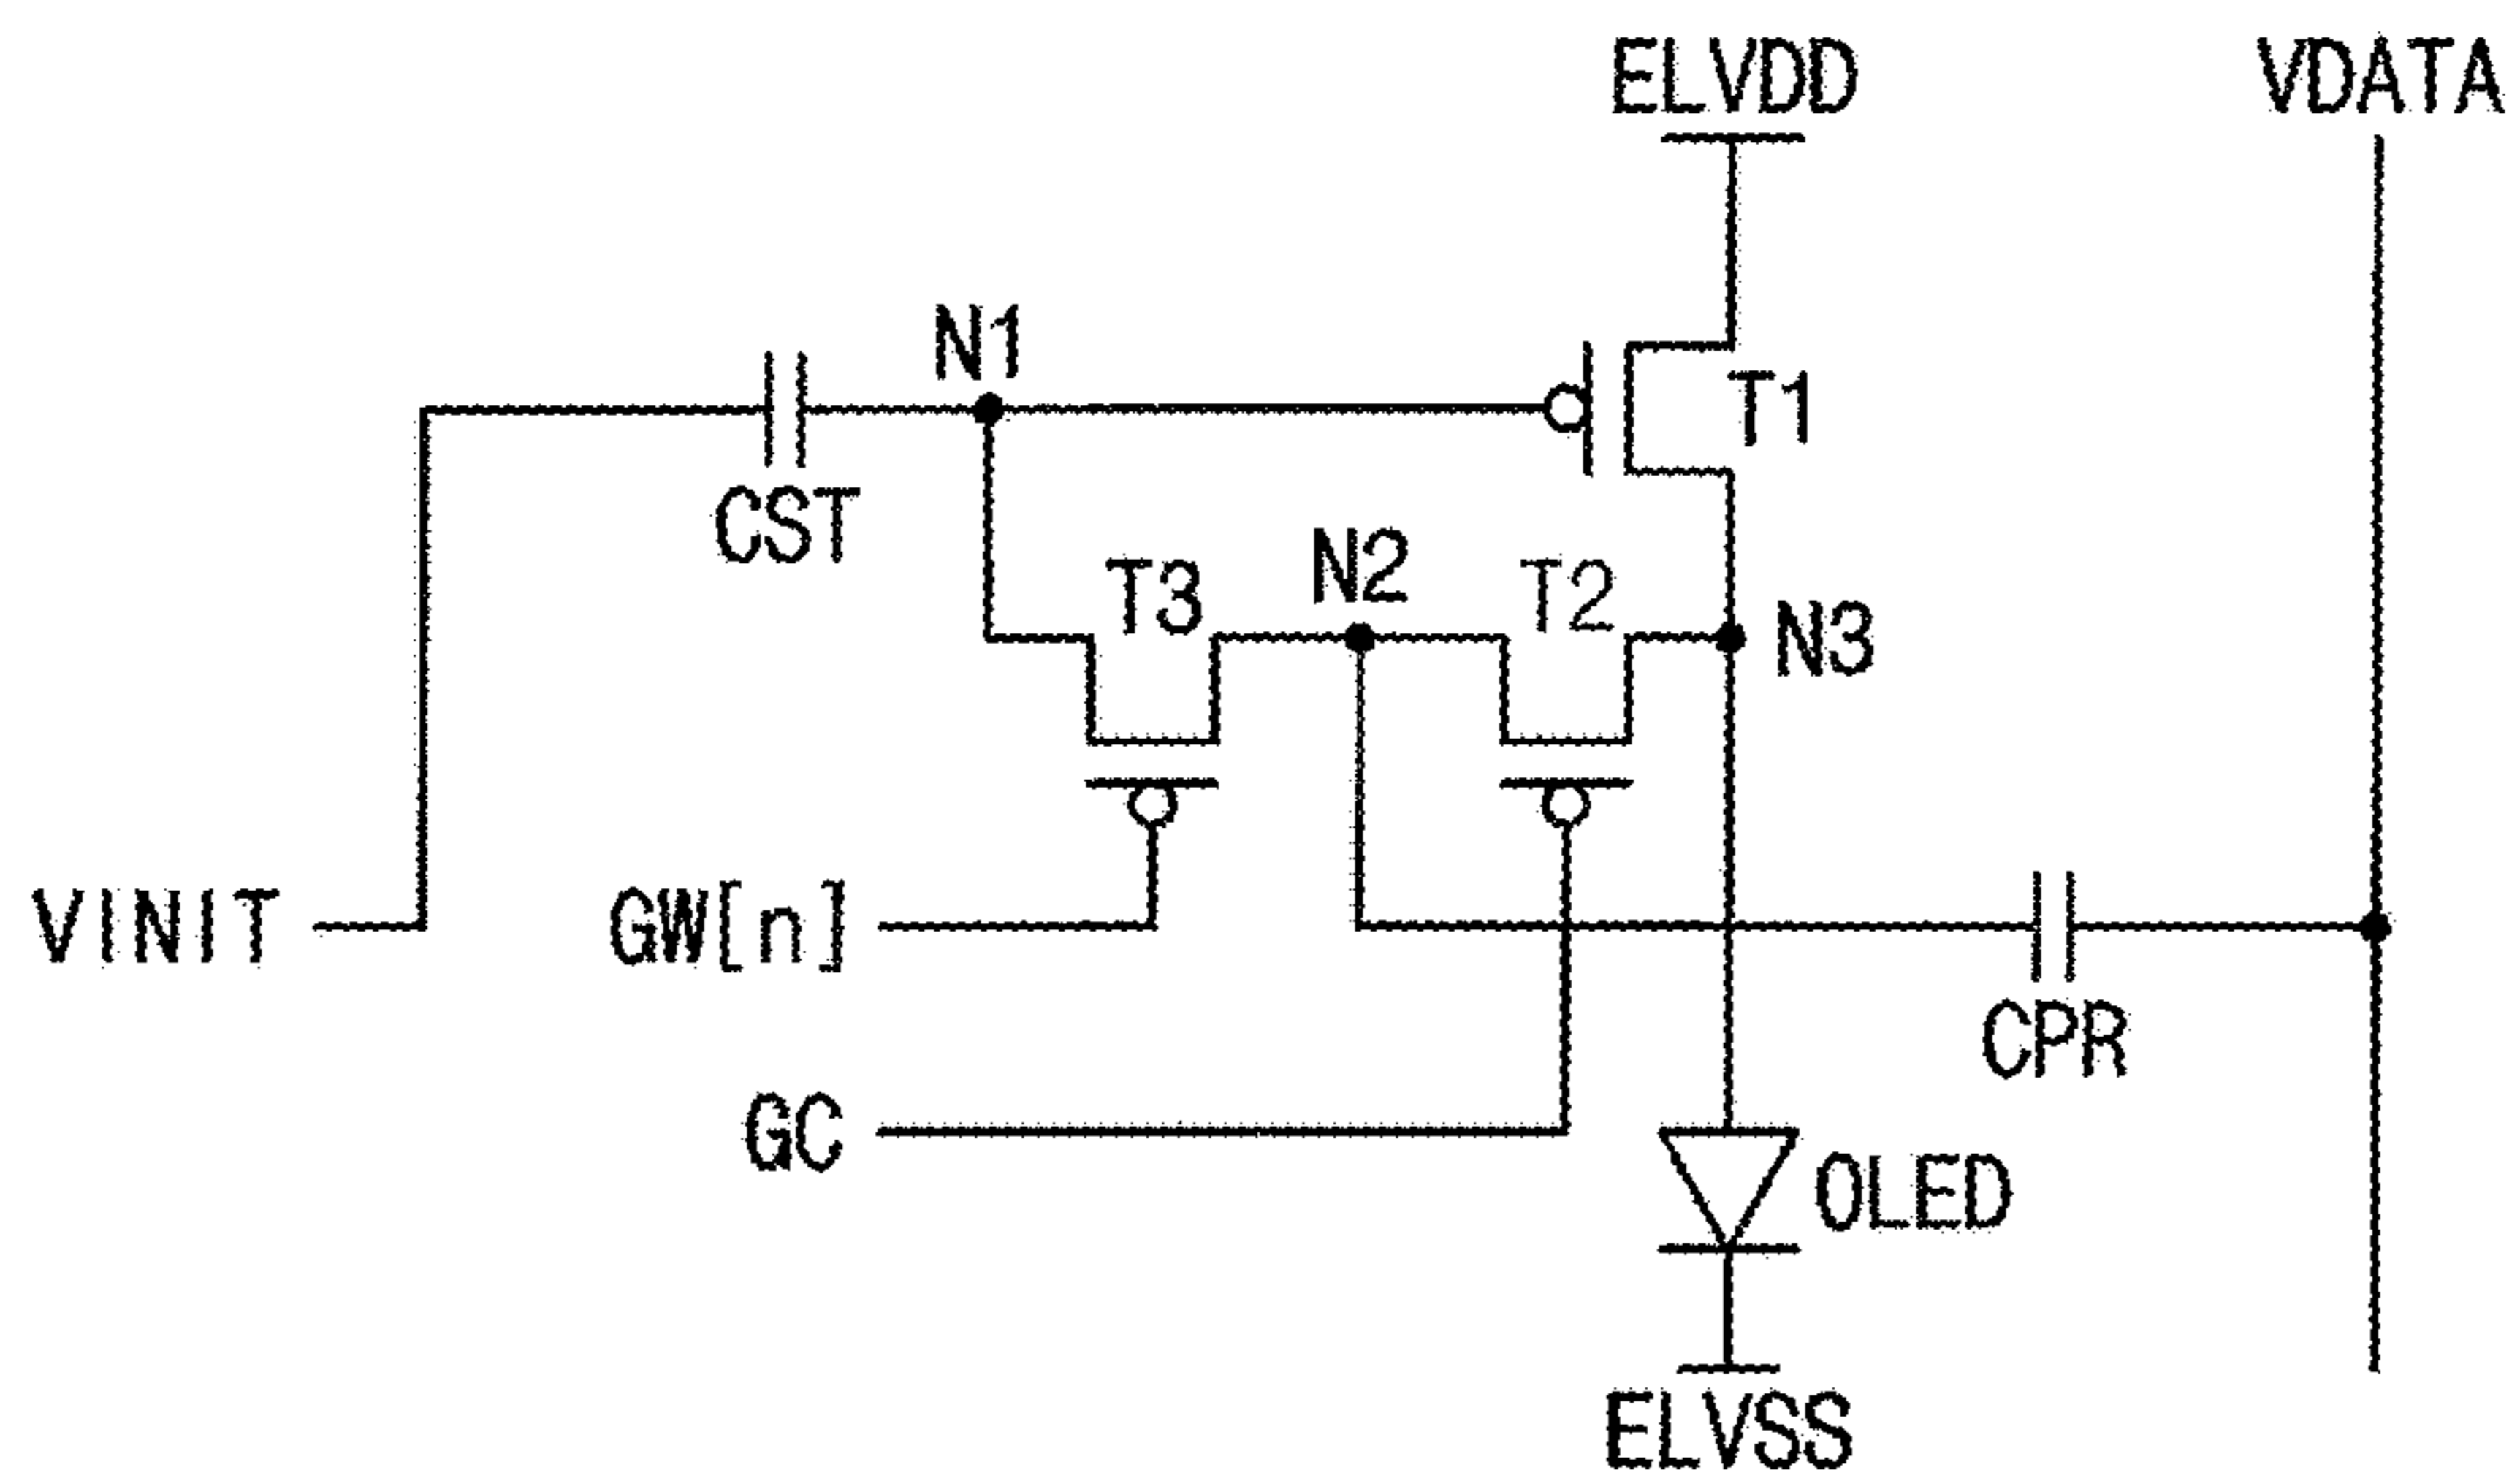 ELVDD
VDATA
N1
T1
CST
T3
N2
T2
N3
VINIT
GW[n]
CPR
GC
OLED
ELVSS